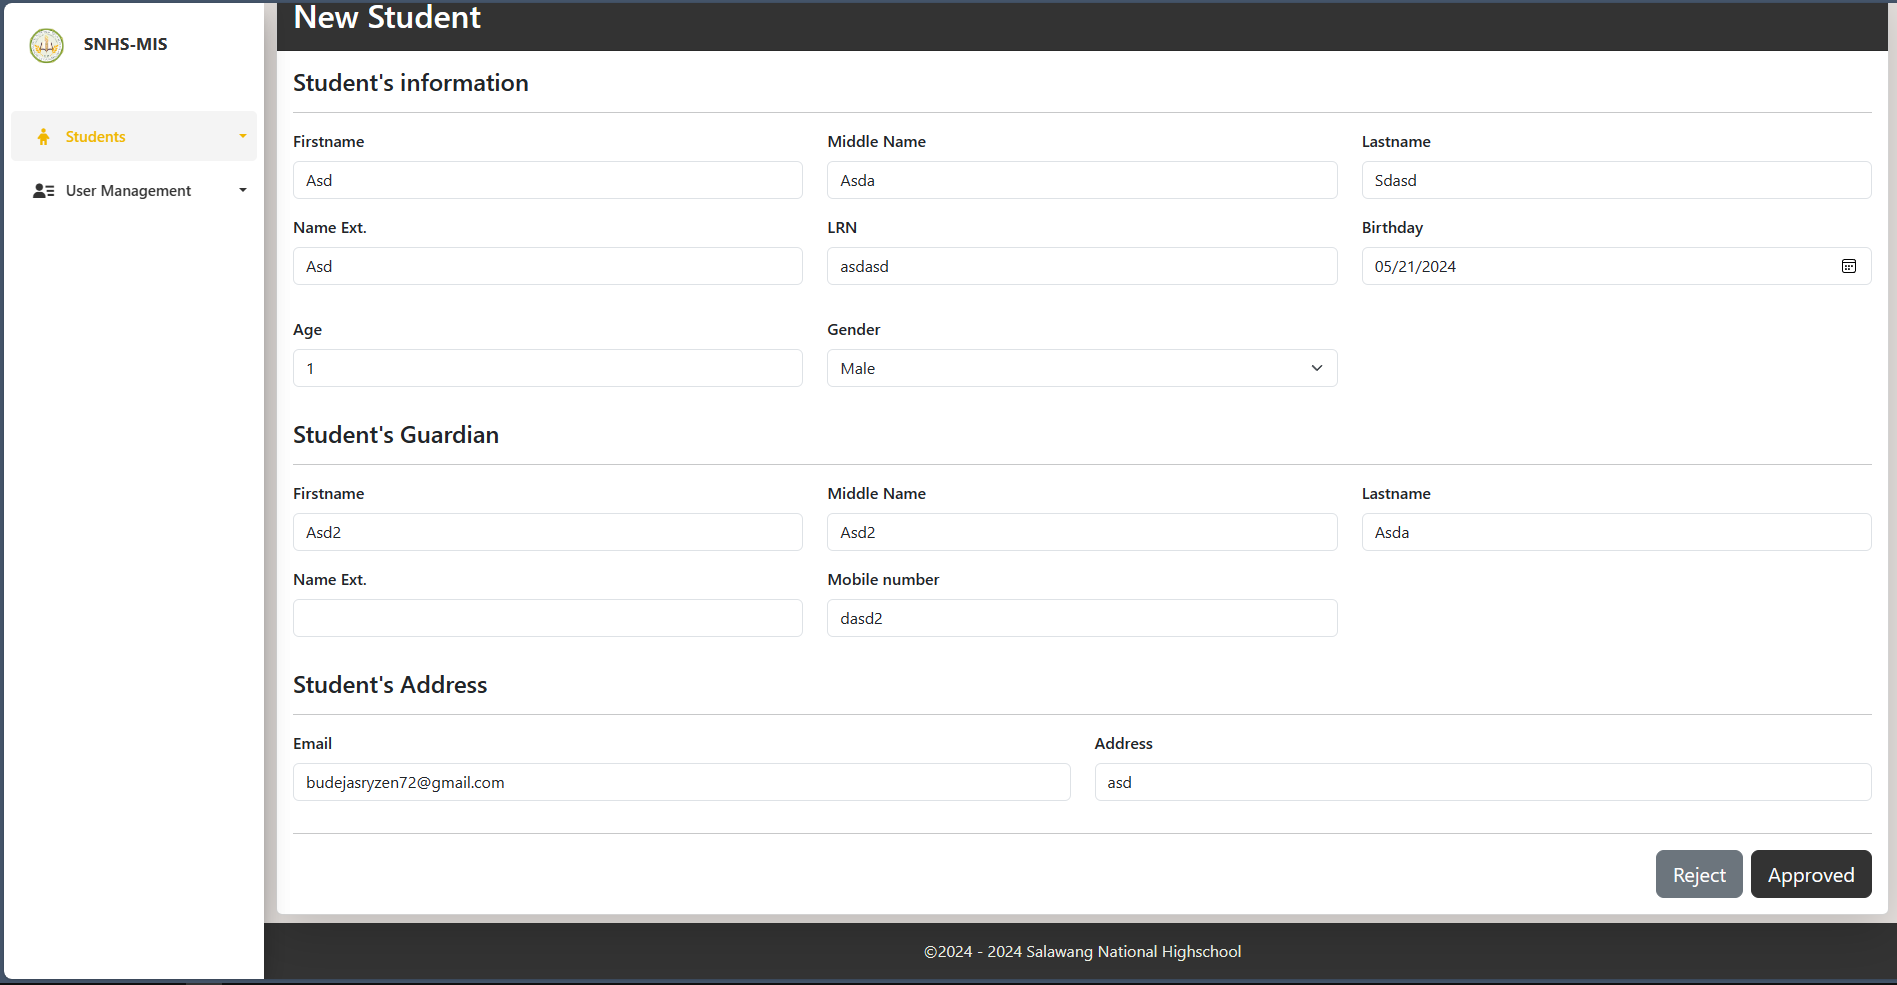 SNHS-MIS
Students
User Management
New Student
Student's information
Firstname Middle Name Lastname
Asd Asda Sdasd
Name Ext. LRN Birthday
Asd asdasd 05/21/2024
Age Gender
1 Male
Student's Guardian
Firstname Middle Name Lastname
Asd2 Asd2 Asda
Name Ext. Mobile number
dasd2
Student's Address
Email Address
budejasryzen72@gmail.com asd
Reject Approved
©2024 - 2024 Salawang National Highschool